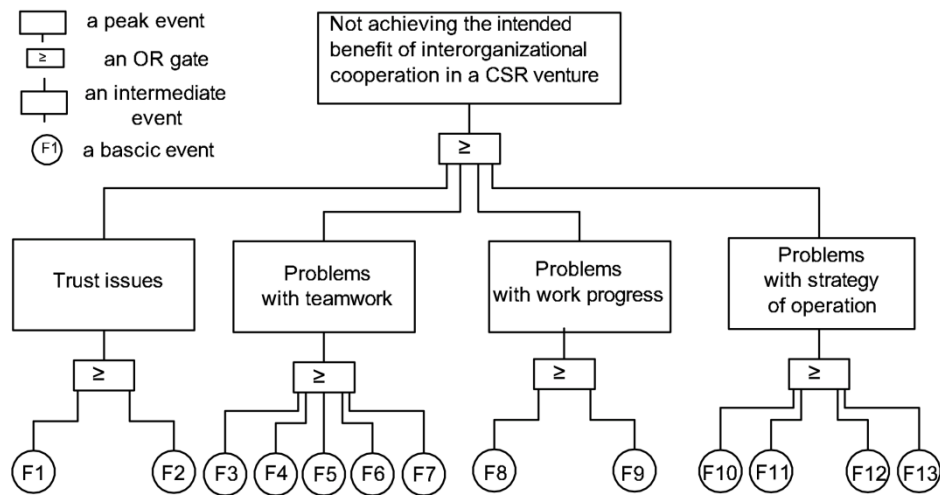 a peak event
≥
an OR gate
an intermediate
event
F1
a bascic event
Not achieving the intended
benefit of interorganizacional
cooperation in a CSR venture
≥
Trust issues
Problems
with teamwork
Problems
with work progress
Problems
with strategy
of operation
≥
≥
≥
≥
F1
F2
F3
F4
F5
F6
F7
F8
F9
F10
F11
F12
F13